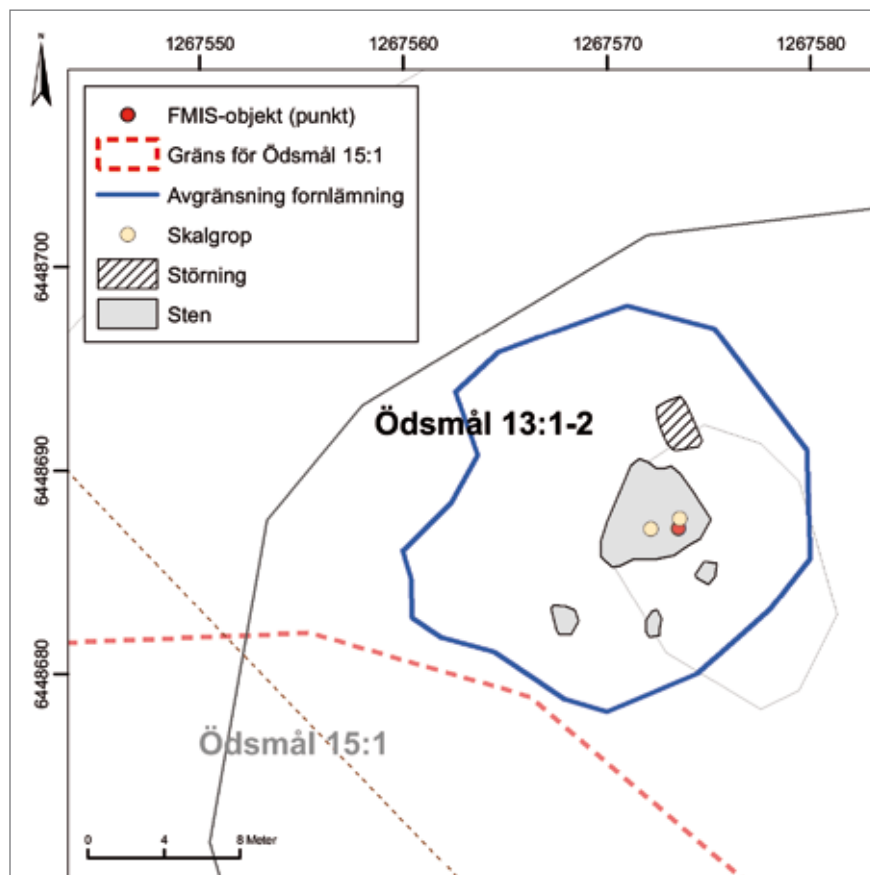 1267550 1267560 1267570 1267580
N
FMIS-objekt (punkt)
Gräns för Ödsmål 15:1
Avgränsning fornlämning
Skalgrop
Störning
Sten
6448700
6448690
6448680
Ödsmål 13:1-2
Ödsmål 15:1
0 4 8 Meter